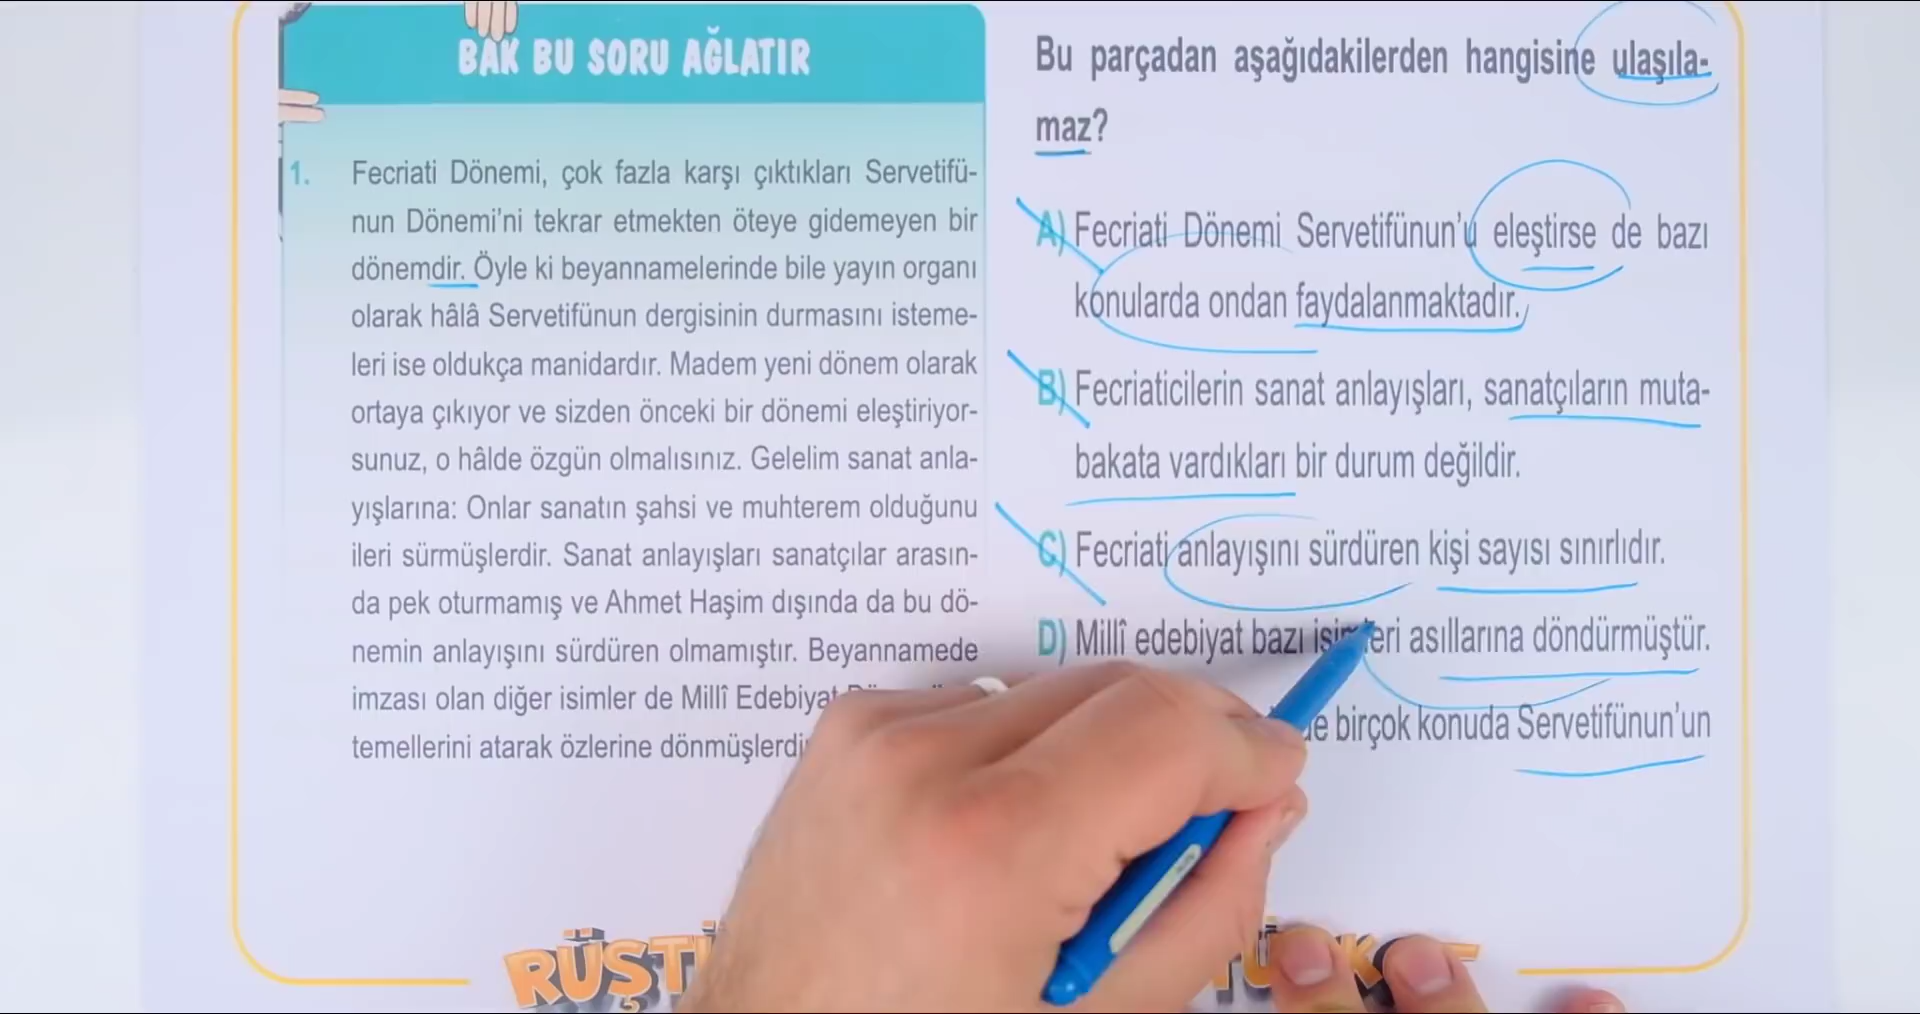 BAK BU SORU AĞLATIR
1. Fecriati Dönemi, çok fazla karşı çıktıkları Servetifü-
nun Dönemi'ni tekrar etmekten öteye gidemeyen bir
dönemdir. Öyle ki beyannamelerinde bile yayın organı
olarak hâlâ Servetifünun dergisinin durmasını isteme-
leri ise oldukça manidardır. Madem yeni dönem olarak
ortaya çıkıyor ve sizden önceki bir dönemi eleştiriyor-
sunuz, o hâlde özgün olmalısınız. Gelelim sanat anla-
yışlarına: Onlar sanatın şahsi ve muhterem olduğunu
ileri sürmüşlerdir. Sanat anlayışları sanatçılar arasın-
da pek oturmamış ve Ahmet Haşim dışında da bu dö-
nemin anlayışını sürdüren olmamıştır. Beyannamede
imzası olan diğer isimler de Millî Edebiyat
temellerini atarak özlerine
Bu parçadan aşağıdakilerden hangisine ulaşıla-
maz?
A) Fecriati Dönemi Servetifünun'u eleştirse de bazı
konularda ondan faydalanmaktadır.
B) Fecriaticilerin sanat anlayışları, sanatçıların muta-
bakata vardıkları bir durum değildir.
C) Fecriati anlayışını sürdüren kişi sayısı sınırlıdır.
D) Millî edebiyat bazı isimleri asıllarına döndürmüştür.
birçok konuda Servetifünun'un